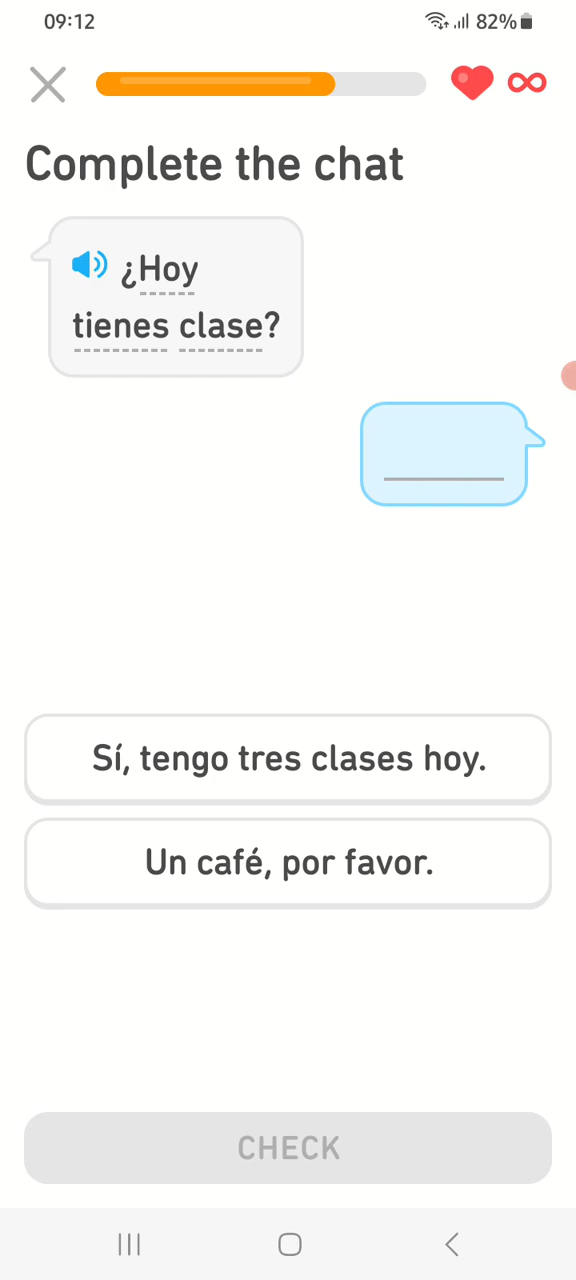 09:12
82%
Complete the chat
¿Hoy
tienes clase?
Sí, tengo tres clases hoy.
Un café, por favor.
CHECK